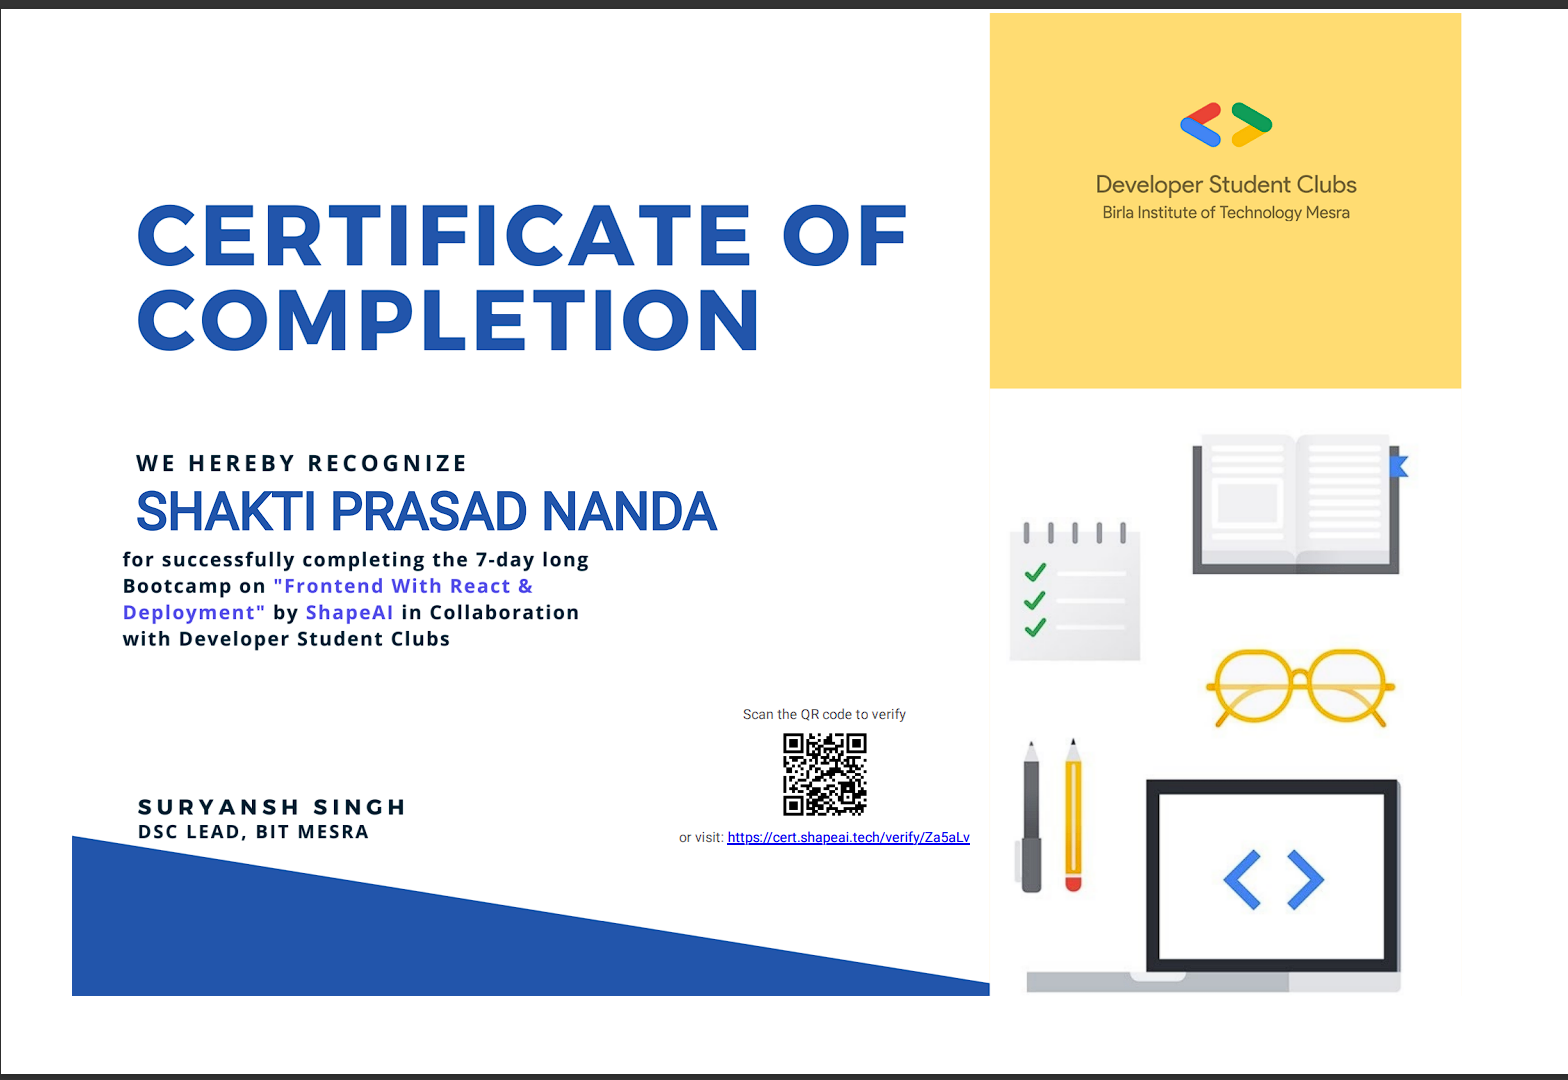 CERTIFICATE OF
COMPLETION
WE HEREBY RECOGNIZE
SHAKTI PRASAD NANDA
for successfully completing the 7-day long
Bootcamp on "Frontend With React &
Deployment" by ShapeAI in Collaboration
with Developer Student Clubs
Scan the QR code to verify
or visit: https://cert.shapeai.tech/verify/Za5aLv
SURYANSH SINGH
DSC LEAD, BIT MESRA
Developer Student Clubs
Birla Institute of Technology Mesra